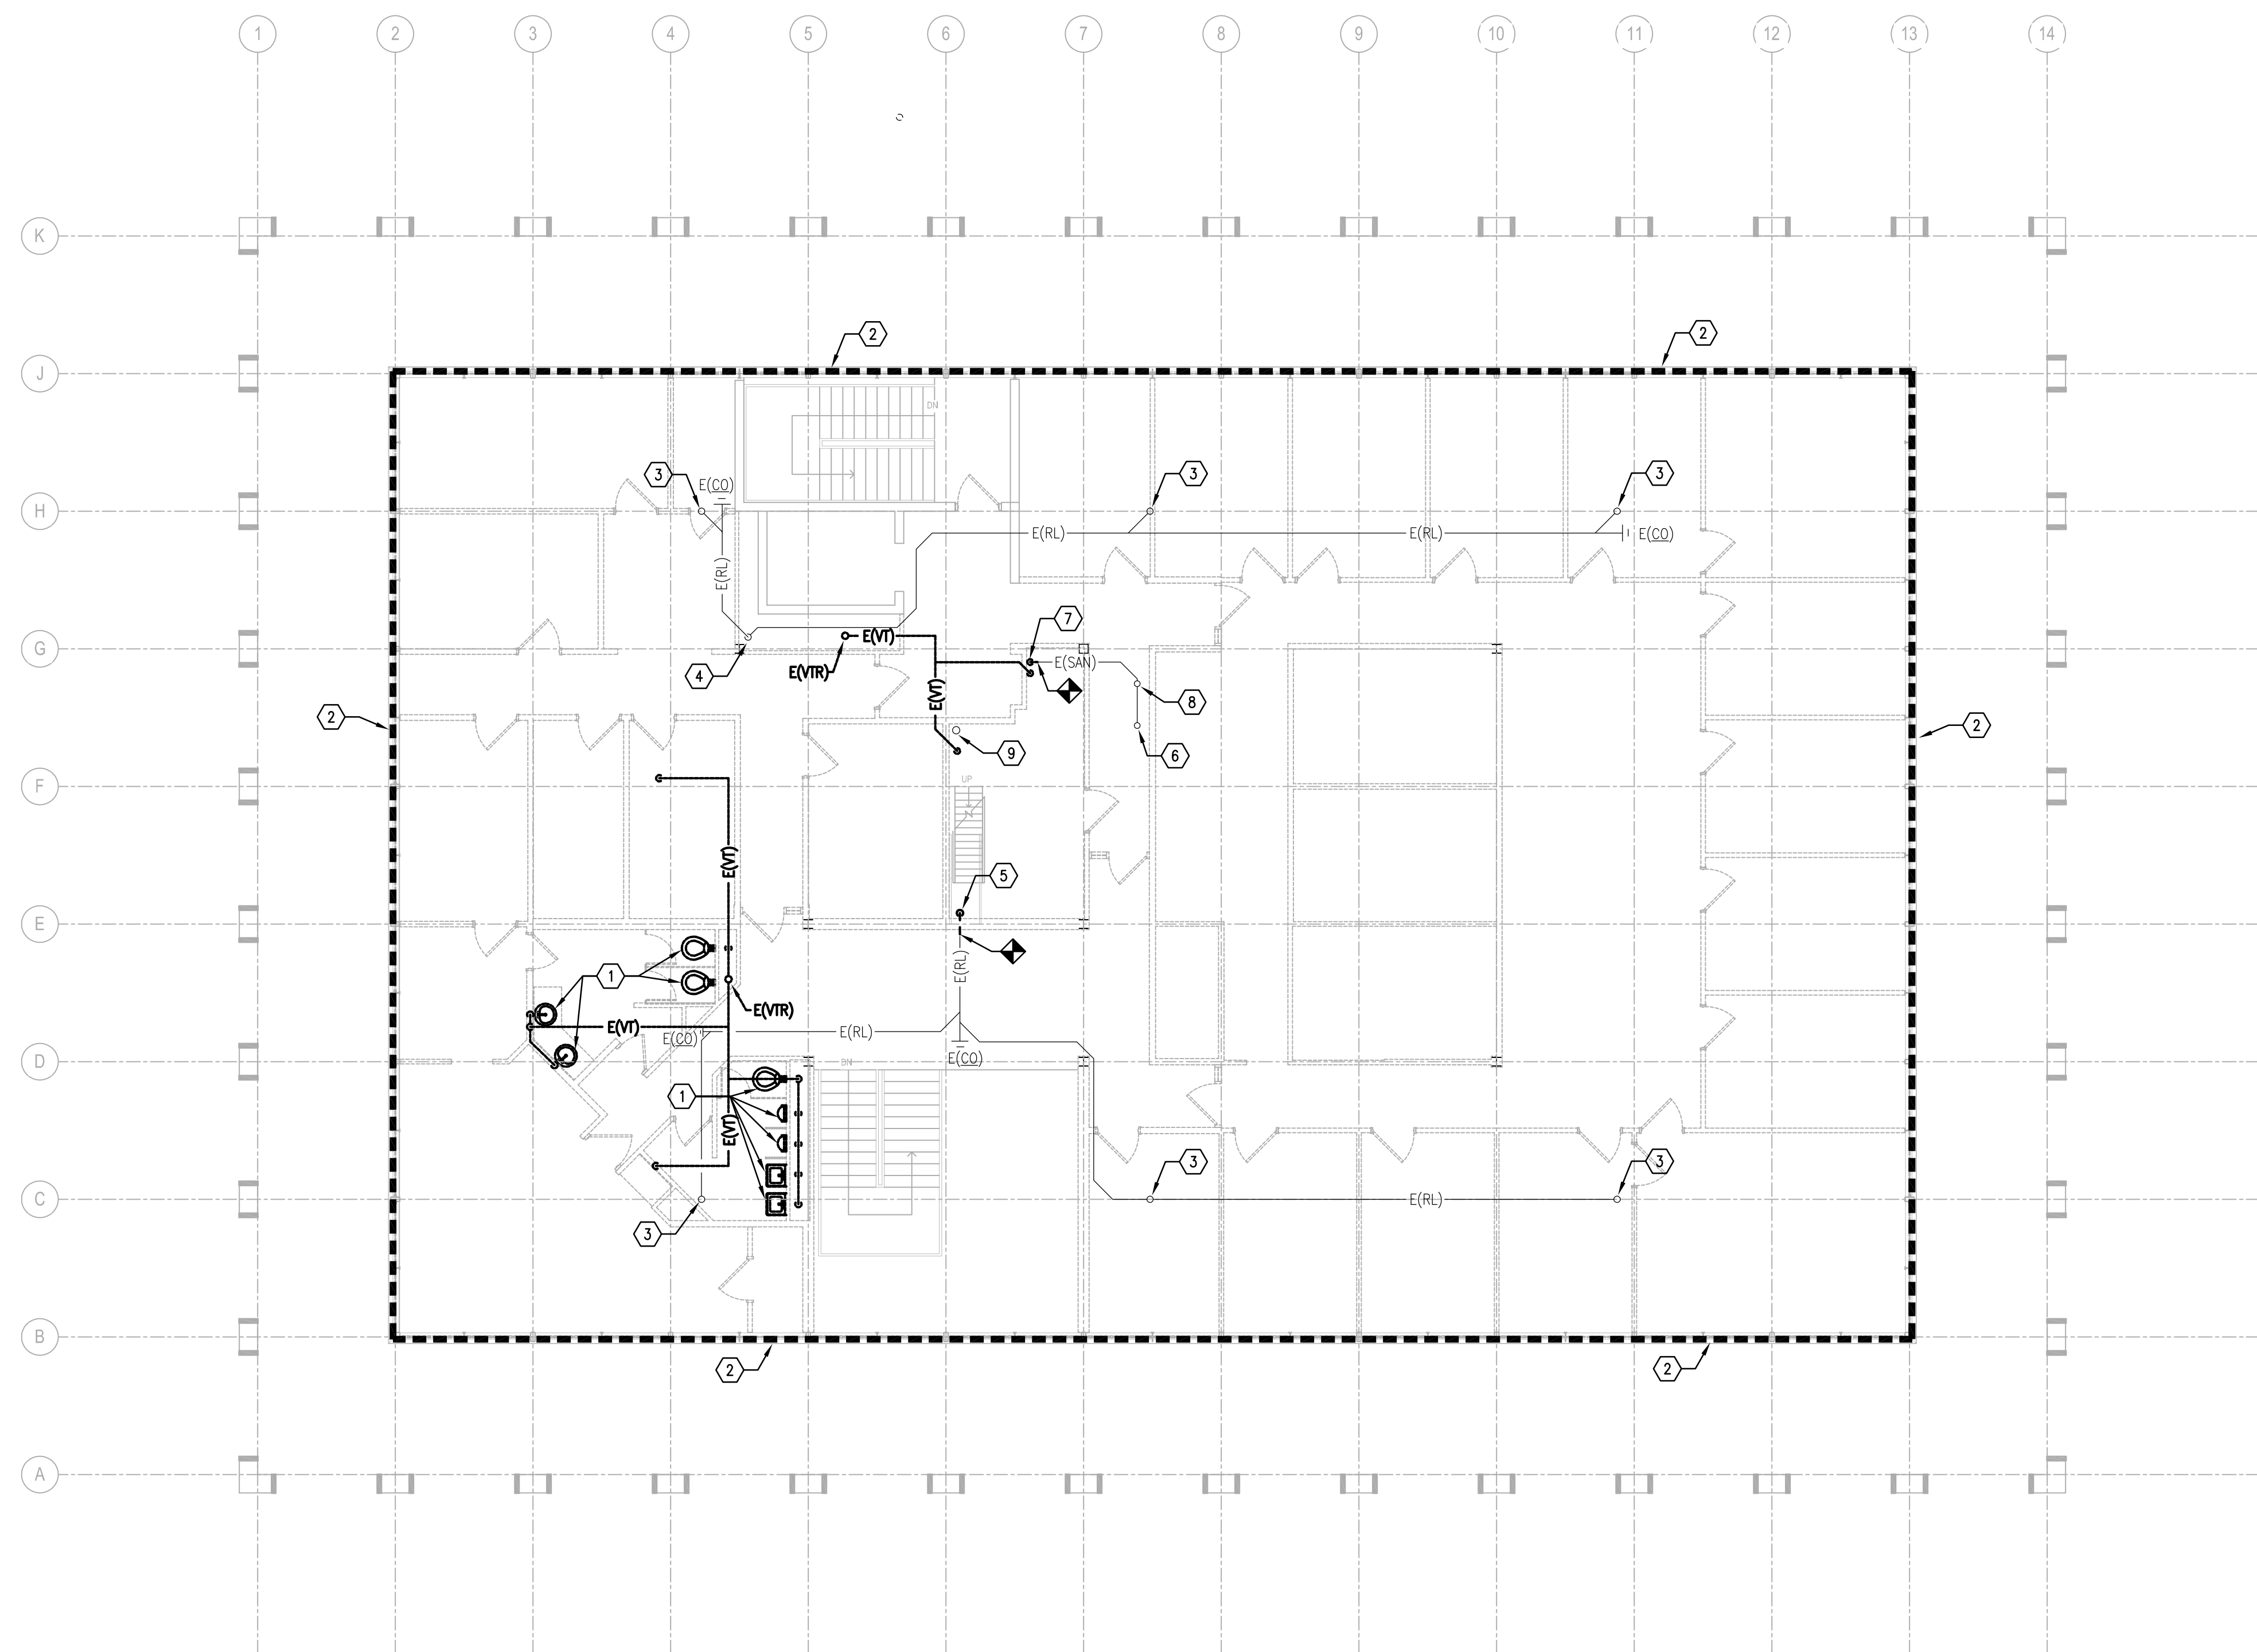 1 2 3 4 5 6 7 8 9 10 11 12 13 14
K
2 2
J
DN
3 E(CO) 3 3
H
E(RL) E(RL) E(CO)
E(RL)
7
E(VT)
G
E(VTR) E(SAN)
4
E(VT) 8
2 2
9 6
F
UP
E(VT)
5
E
1
E(RL)
E(VTR)
E(VT) E(RL)
E(CO)
E(CO)
D
DN
1
E(VT)
3 3
C
E(RL)
3
B
2 2
A